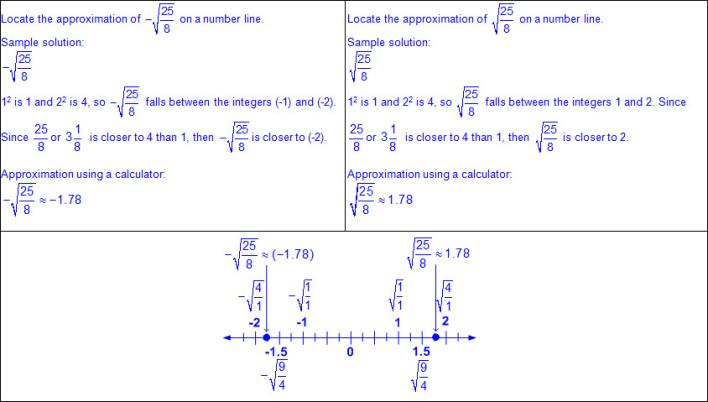 Locate the approximation of −√(25/8) on a number line.
Sample solution:
−√(25/8)
1² is 1 and 2² is 4, so −√(25/8) falls between the integers (-1) and (-2).
Since 25/8 or 3 1/8 is closer to 4 than 1, then −√(25/8) is closer to (-2).
Approximation using a calculator:
−√(25/8) ≈ −1.78
Locate the approximation of √(25/8) on a number line.
Sample solution:
√(25/8)
1² is 1 and 2² is 4, so √(25/8) falls between the integers 1 and 2. Since
25/8 or 3 1/8 is closer to 4 than 1, then √(25/8) is closer to 2.
Approximation using a calculator:
√(25/8) ≈ 1.78
−√(25/8) ≈ (−1.78) √(25/8) ≈ 1.78
−√(4/1) −√(1/1) √(1/1) √(4/1)
-2 -1 1 2
-1.5 0 1.5
−√(9/4) √(9/4)